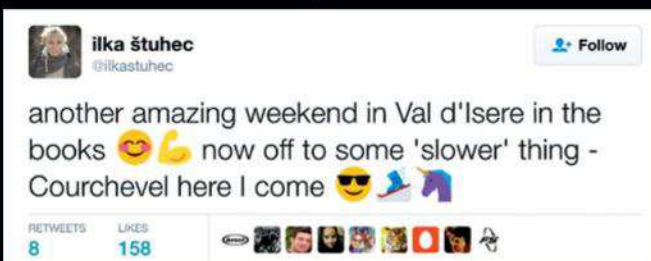 ilka štuhec
@ilkastuhec
Follow
another amazing weekend in Val d'Isere in the
books 😊💪 now off to some 'slower' thing -
Courchevel here I come 😎🎿🦄
RETWEETS LIKES
8 158